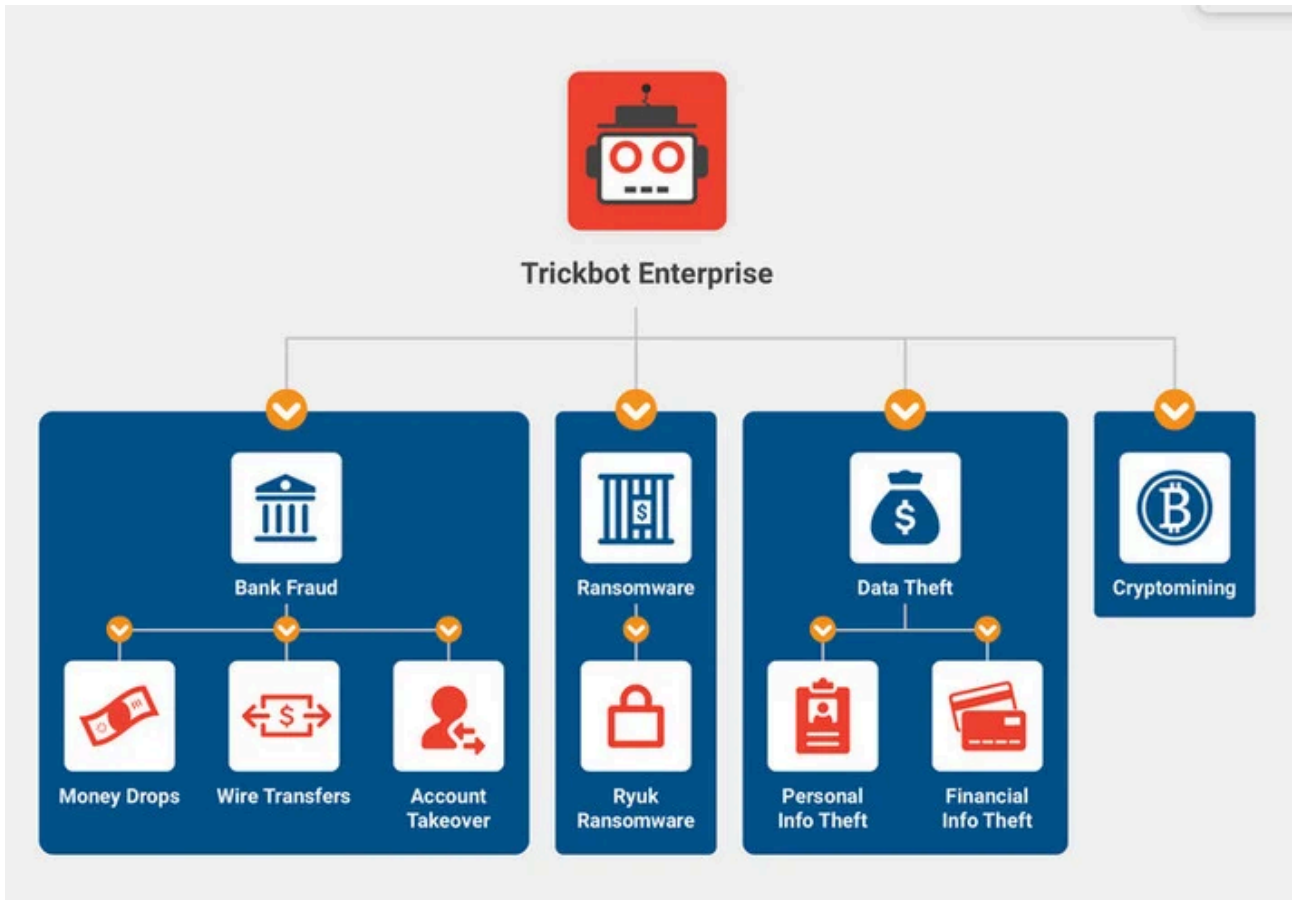 Trickbot Enterprise
Bank Fraud
Ransomware
Data Theft
Cryptomining
Money Drops
Wire Transfers
Account
Takeover
Ryuk
Ransomware
Personal
Info Theft
Financial
Info Theft